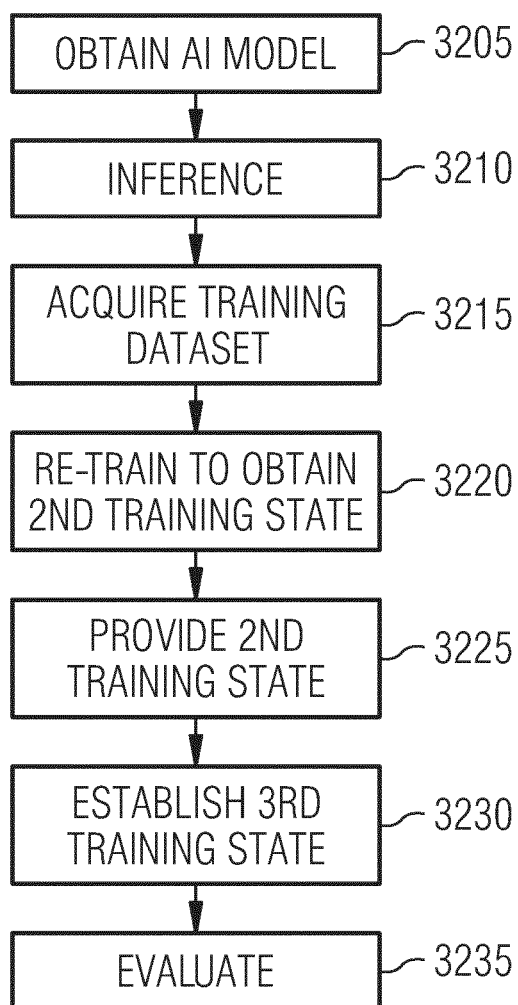 OBTAIN AI MODEL
3205
INFERENCE
3210
ACQUIRE TRAINING
DATASET
3215
RE-TRAIN TO OBTAIN
2ND TRAINING STATE
3220
PROVIDE 2ND
TRAINING STATE
3225
ESTABLISH 3RD
TRAINING STATE
3230
EVALUATE
3235